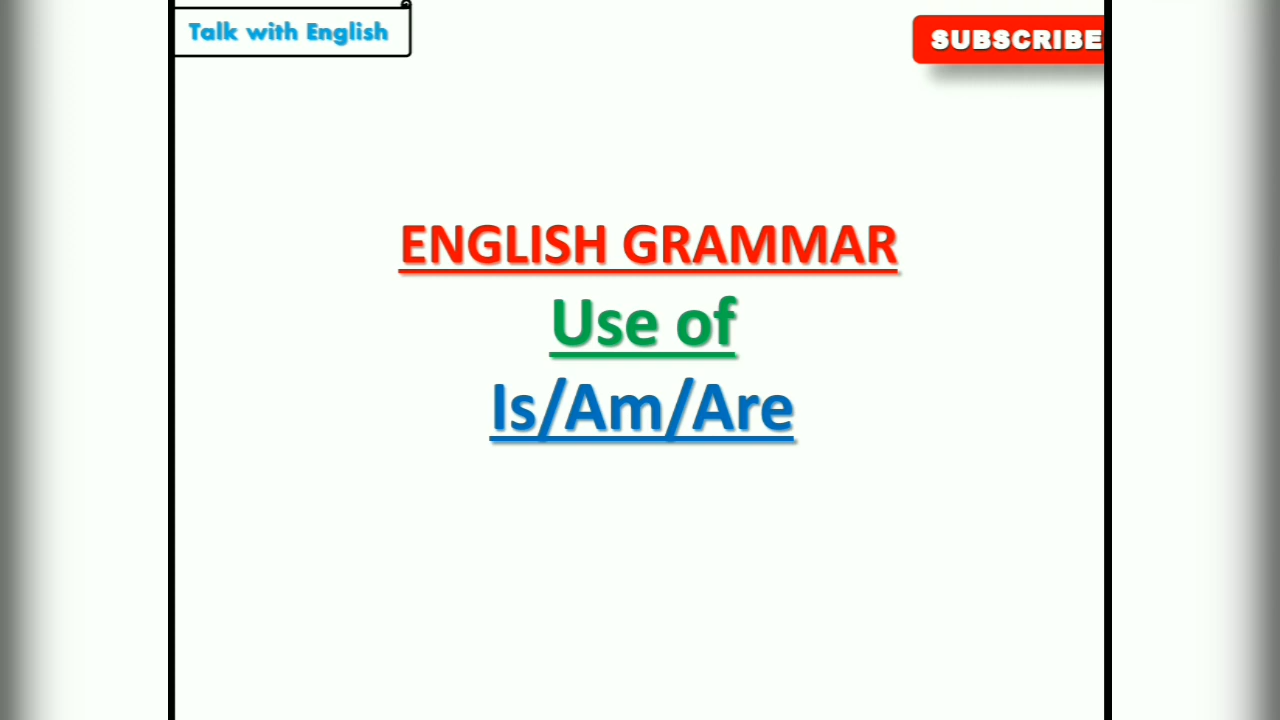 Talk with English
SUBSCRIBE
ENGLISH GRAMMAR
Use of
Is/Am/Are